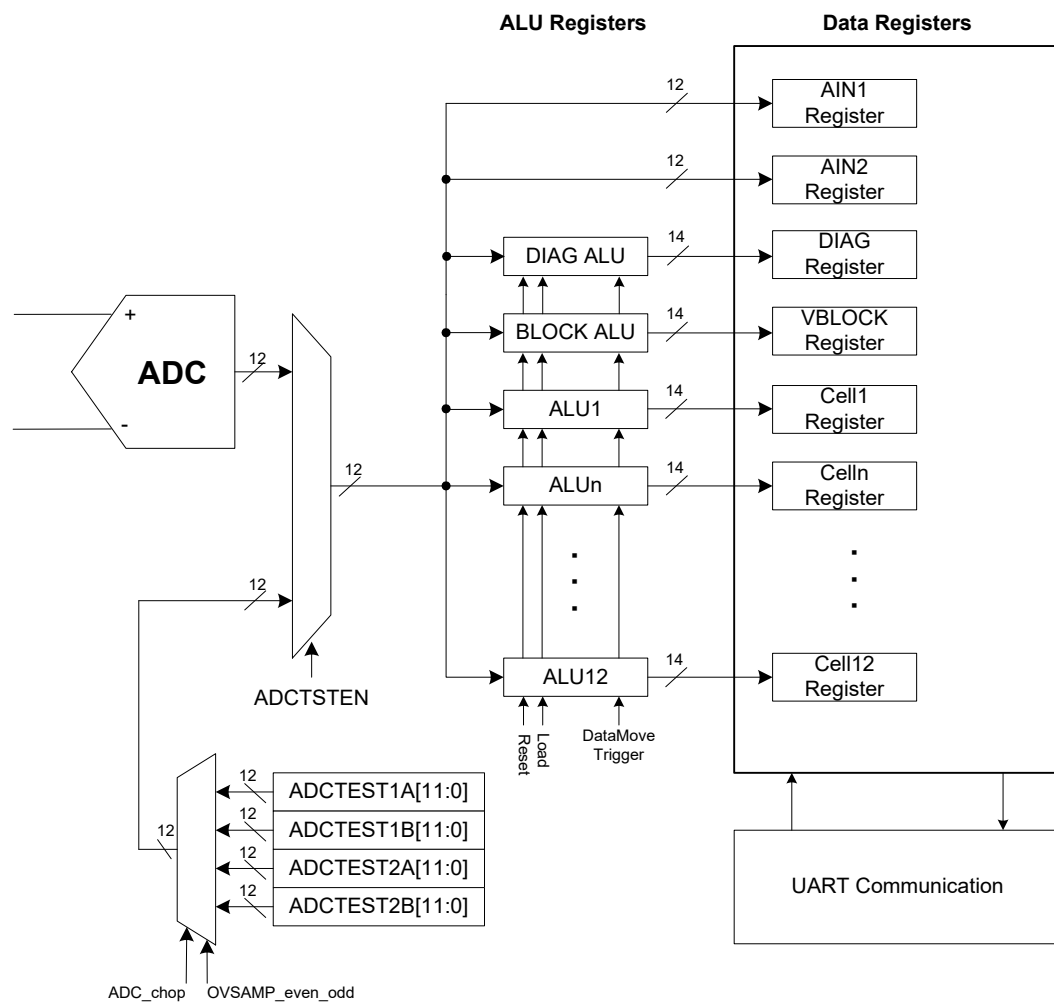 ALU Registers
Data Registers
12
AIN1
Register
12
AIN2
Register
14
DIAG ALU
DIAG
Register
14
BLOCK ALU
VBLOCK
Register
+
ADC
-
12
14
ALU1
Cell1
Register
12
14
ALUn
Celln
Register
12
14
ALU12
Cell12
Register
ADCTSTEN
Reset
Load
DataMove
Trigger
12
12
ADCTEST1A[11:0]
12
ADCTEST1B[11:0]
12
ADCTEST2A[11:0]
12
ADCTEST2B[11:0]
UART Communication
ADC_chop
OVSAMP_even_odd